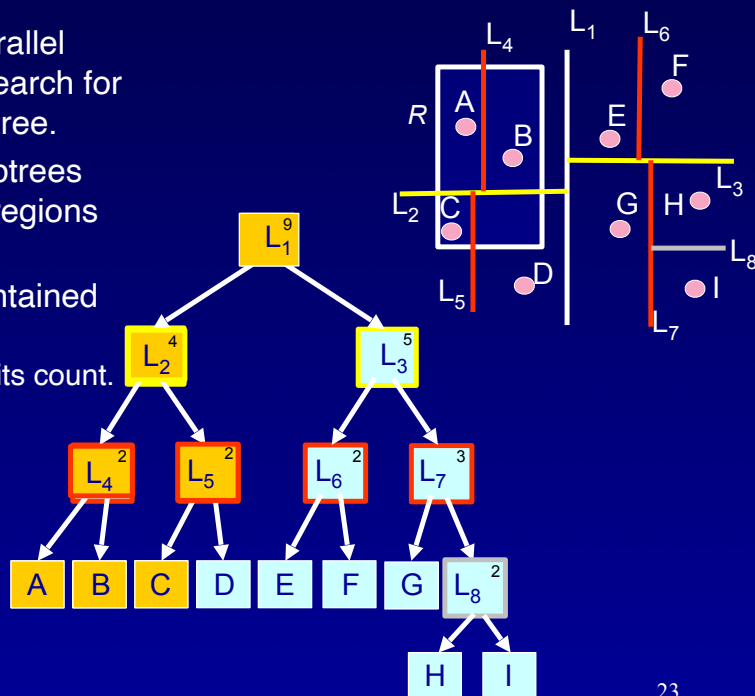 rallel
earch for
ree.
otrees
regions
ntained
its count.
L4 L1 L6
F
R A E
B
L3
L2 C G H
L8
D I
L5
L7
L1 9
L2 4 L3 5
L4 2 L5 2 L6 2 L7 3
A B C D E F G L8 2
H I
23